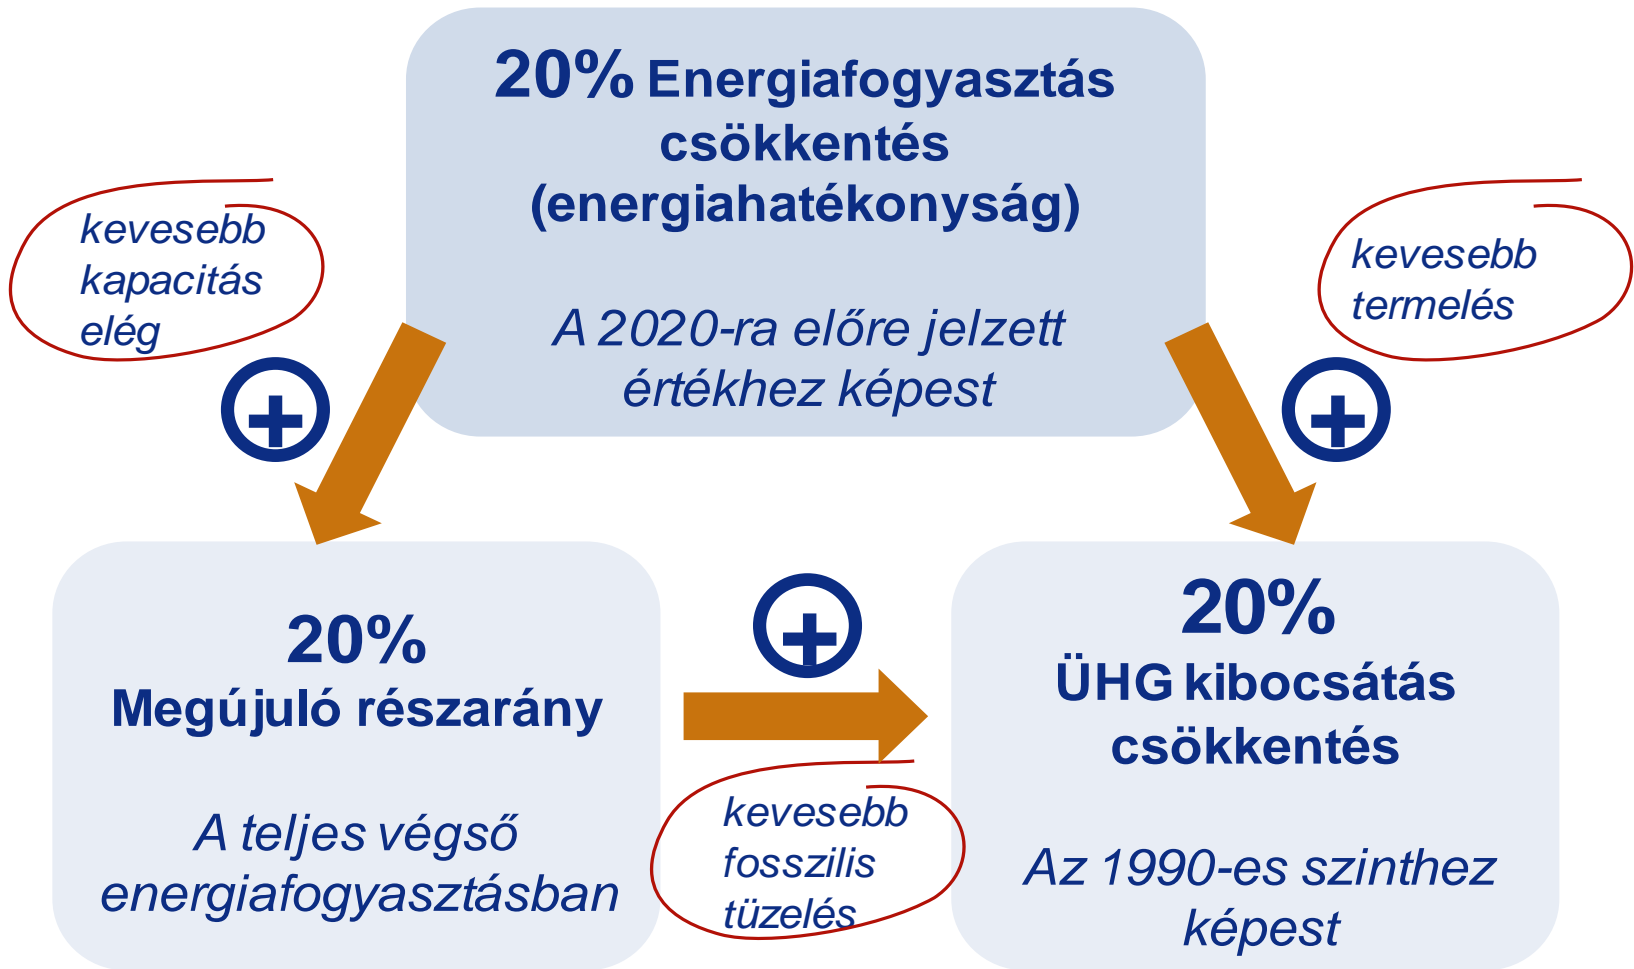 20% Energiafogyasztás
csökkentés
(energiahatékonyság)
A 2020-ra előre jelzett
értékhez képest
kevesebb
kapacitás
elég
+
kevesebb
termelés
+
20%
Megújuló részarány
A teljes végső
energiafogyasztásban
+
kevesebb
fosszilis
tüzelés
20%
ÜHG kibocsátás
csökkentés
Az 1990-es szinthez
képest